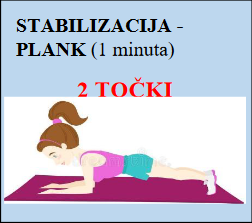 STABILIZACIJA -
PLANK (1 minuta)
2 TOČKI